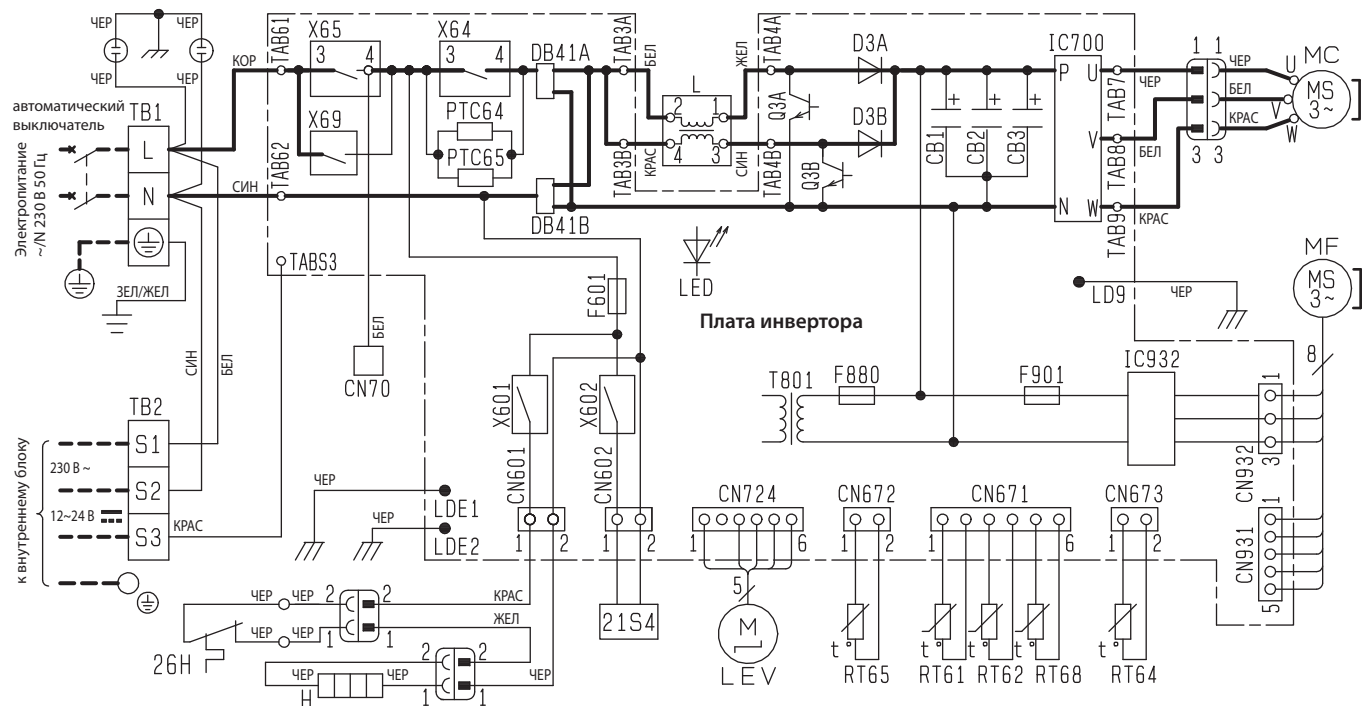 ЧЕР
ЧЕР
ЧЕР
ЧЕР
автоматический
выключатель
TB1
L
N
Электропитание
~/N 230 В 50 Гц
ЗЕЛ/ЖЕЛ
КОР
СИН
TAB61
TAB62
X65
3 4
X69
X64
3 4
PTC64
PTC65
DB41A
DB41B
TAB3A
БЕЛ
L
2 1
4 3
ЖЕЛ
TAB4A
КРАС
TAB3B
СИН
TAB4B
Q3A
Q3B
D3A
D3B
CB1
+
CB2
+
CB3
+
IC700
P U
V
N W
TAB7
TAB8
TAB9
ЧЕР
БЕЛ
КРАС
1 1
3 3
ЧЕР
БЕЛ
КРАС
U
V
W
MC
MS
3~
TABS3
LED
Плата инвертора
LD9
ЧЕР
MF
MS
3~
8
СИН
БЕЛ
БЕЛ
CN70
F601
X601
X602
CN601
CN602
T801
F880
F901
IC932
1
3
CN932
1
5
CN931
TB2
к внутреннему блоку
S1
230 В ~
S2
12~24 В
S3
КРАС
ЧЕР
LDE1
ЧЕР
LDE2
1 2
1 2
CN724
1 6
5
M
LEV
CN672
1 2
CN671
1 6
CN673
1 2
21S4
26H
ЧЕР
ЧЕР
ЧЕР
ЧЕР
2 2
1 1
КРАС
ЖЕЛ
H
ЧЕР
ЧЕР
2 2
1 1
ЧЕР
t°
RT65
t°
RT61
t°
RT62
t°
RT68
t°
RT64